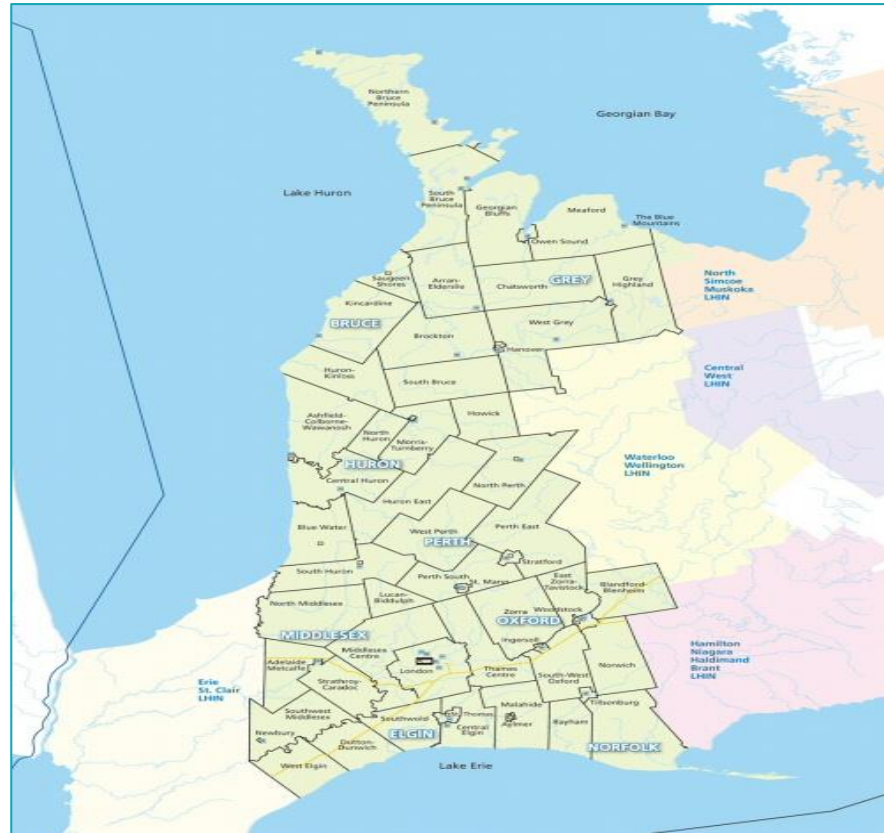 Northern
Bruce
Peninsula
Georgian Bay
Lake Huron
South
Bruce
Peninsula
Georgian
Bluffs
Meaford
The Blue
Mountains
Owen Sound
Saugeen
Shores
Arran-
Elderslie
Chatsworth
GREY
Grey
Highland
North
Simcoe
Muskoka
LHIN
Kincardine
BRUCE
Brockton
West Grey
Hanover
Huron-
Kinloss
South Bruce
Central
West
LHIN
Ashfield-
Colborne-
Wawanosh
North
Huron
Morris-
Turnberry
Howick
HURON
Central Huron
Huron East
North Perth
Waterloo
Wellington
LHIN
Blue Water
West Perth
PERTH
Perth East
Stratford
South Huron
Perth South
St. Marys
East
Zorra-
Tavistock
Blandford-
Blenheim
North Middlesex
Lucan-
Biddulph
Zorra
Woodstock
OXFORD
Ingersoll
MIDDLESEX
Middlesex
Centre
London
Thames
Centre
South-West
Oxford
Norwich
Hamilton
Niagara
Haldimand
Brant
LHIN
Adelaide
Metcalfe
Strathroy-
Caradoc
Erie
St. Clair
LHIN
Southwest
Middlesex
Newbury
Dutton-
Dunwich
West Elgin
Southwold
ELGIN
St. Thomas
Central
Elgin
Malahide
Aylmer
Bayham
Tillsonburg
NORFOLK
Lake Erie